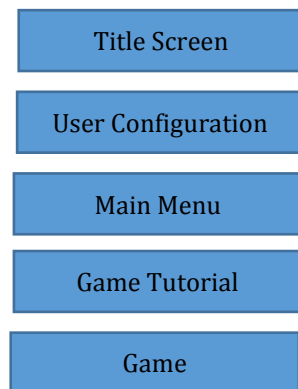 Title Screen
User Configuration
Main Menu
Game Tutorial
Game